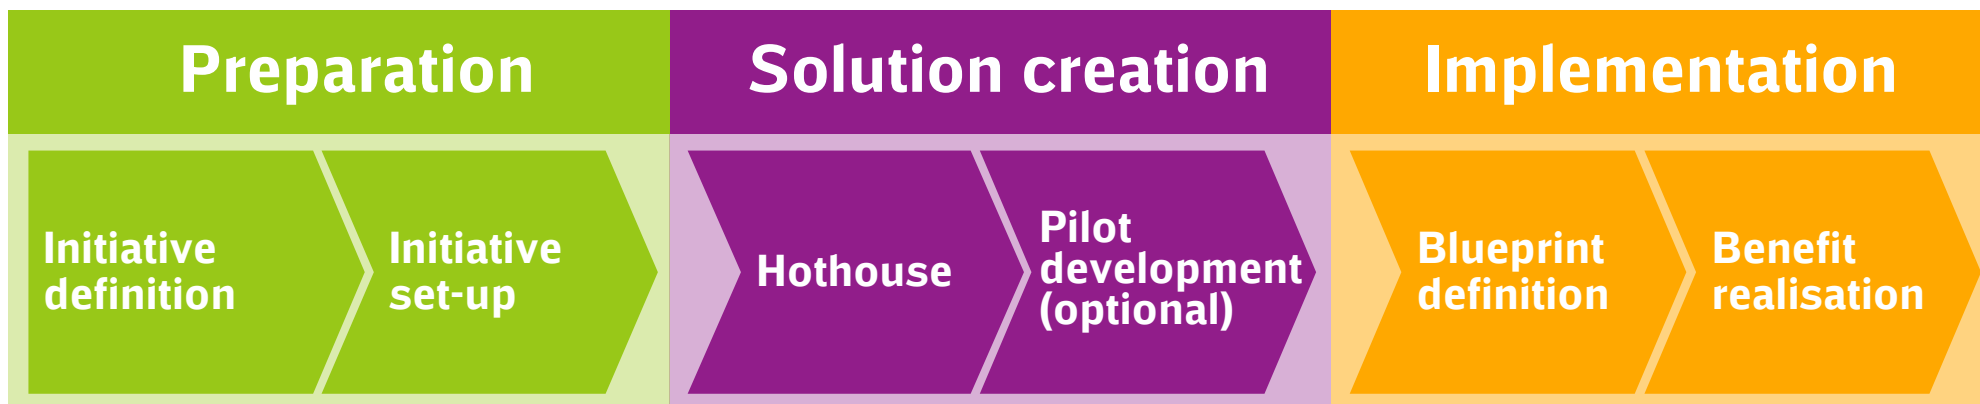 Preparation
Solution creation
Implementation
Initiative
definition
Initiative
set-up
Hothouse
Pilot
development
(optional)
Blueprint
definition
Benefit
realisation